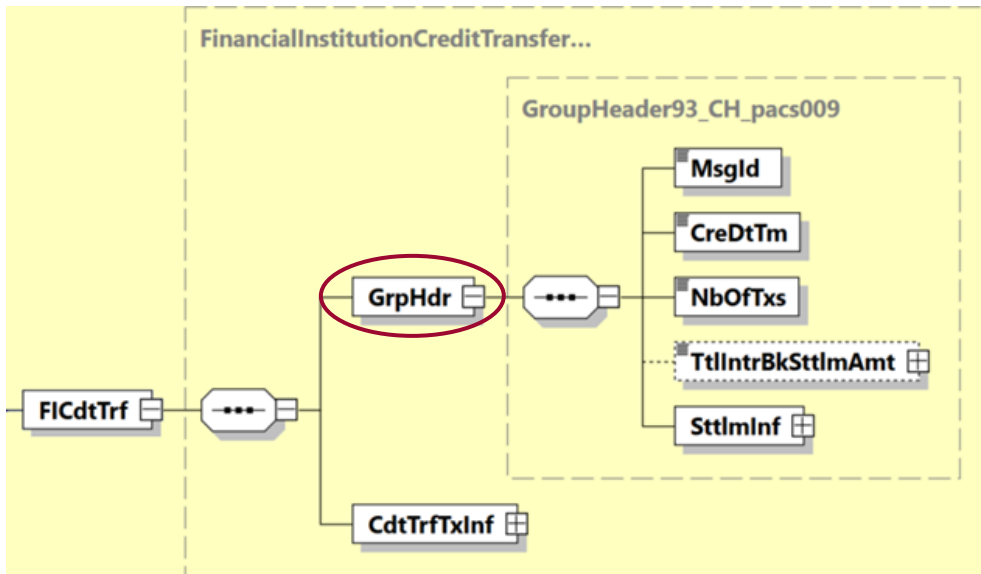 FinancialInstitutionCreditTransfer...
GroupHeader93_CH_pacs009
MsgId
CreDtTm
GrpHdr
NbOfTxs
TtlIntrBkSttlmAmt
FICdtTrf
SttlmInf
CdtTrfTxInf